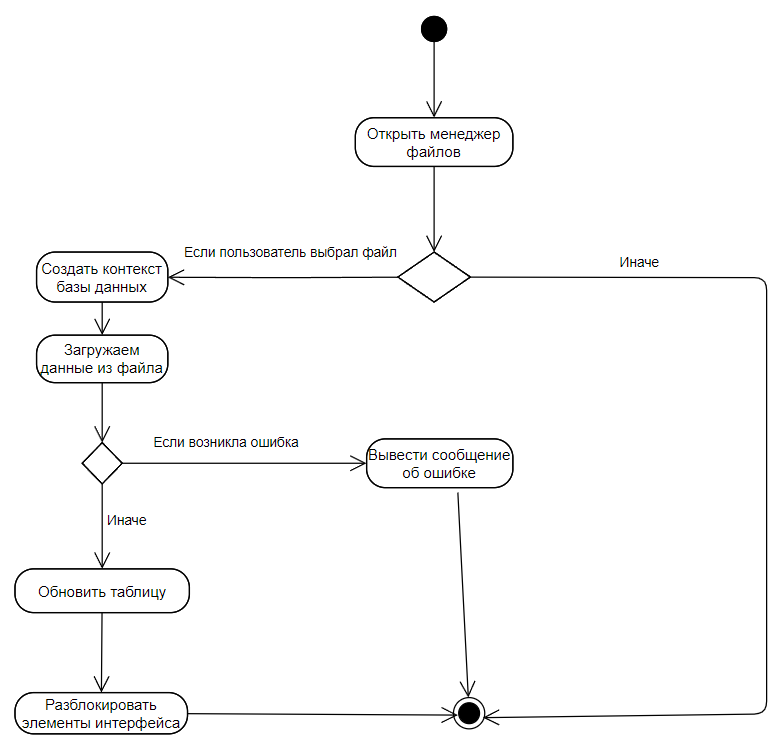 Открыть менеджер
файлов
Если пользователь выбрал файл
Иначе
Создать контекст
базы данных
Загружаем
данные из файла
Если возникла ошибка
Вывести сообщение
об ошибке
Иначе
Обновить таблицу
Разблокировать
элементы интерфейса